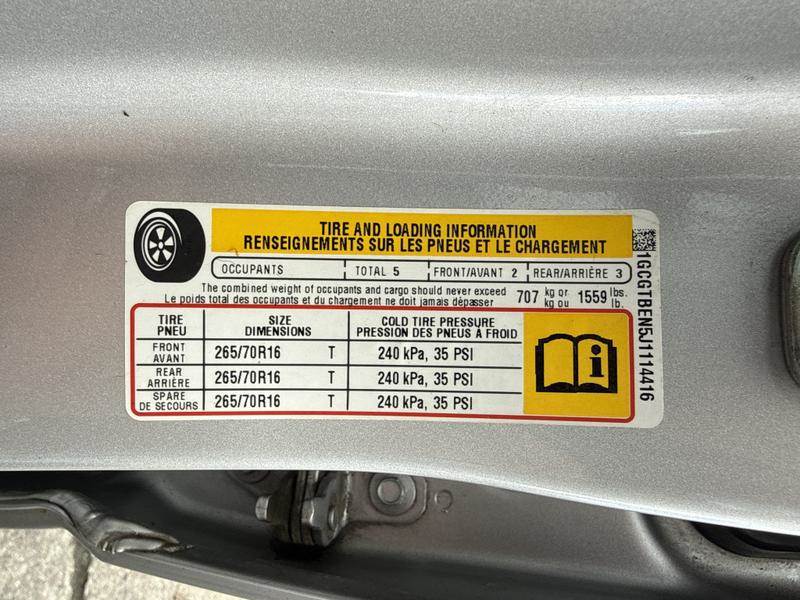 TIRE AND LOADING INFORMATION
RENSEIGNEMENTS SUR LES PNEUS ET LE CHARGEMENT
OCCUPANTS TOTAL 5 FRONT/AVANT 2 REAR/ARRIÈRE 3
The combined weight of occupants and cargo should never exceed 707 kg or 1559 lbs.
Le poids total des occupants et du chargement ne doit jamais dépasser kg ou lb.
TIRE SIZE COLD TIRE PRESSURE
PNEU DIMENSIONS PRESSION DES PNEUS À FROID
FRONT
AVANT 265/70R16 T 240 kPa, 35 PSI
REAR
ARRIÈRE 265/70R16 T 240 kPa, 35 PSI
SPARE
DE SECOURS 265/70R16 T 240 kPa, 35 PSI
1GCGTBEN5J1114416